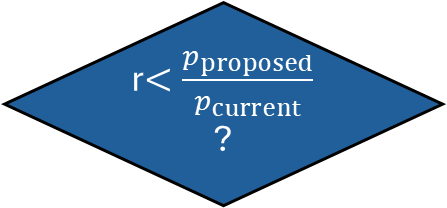 r< p_proposed / p_current
?